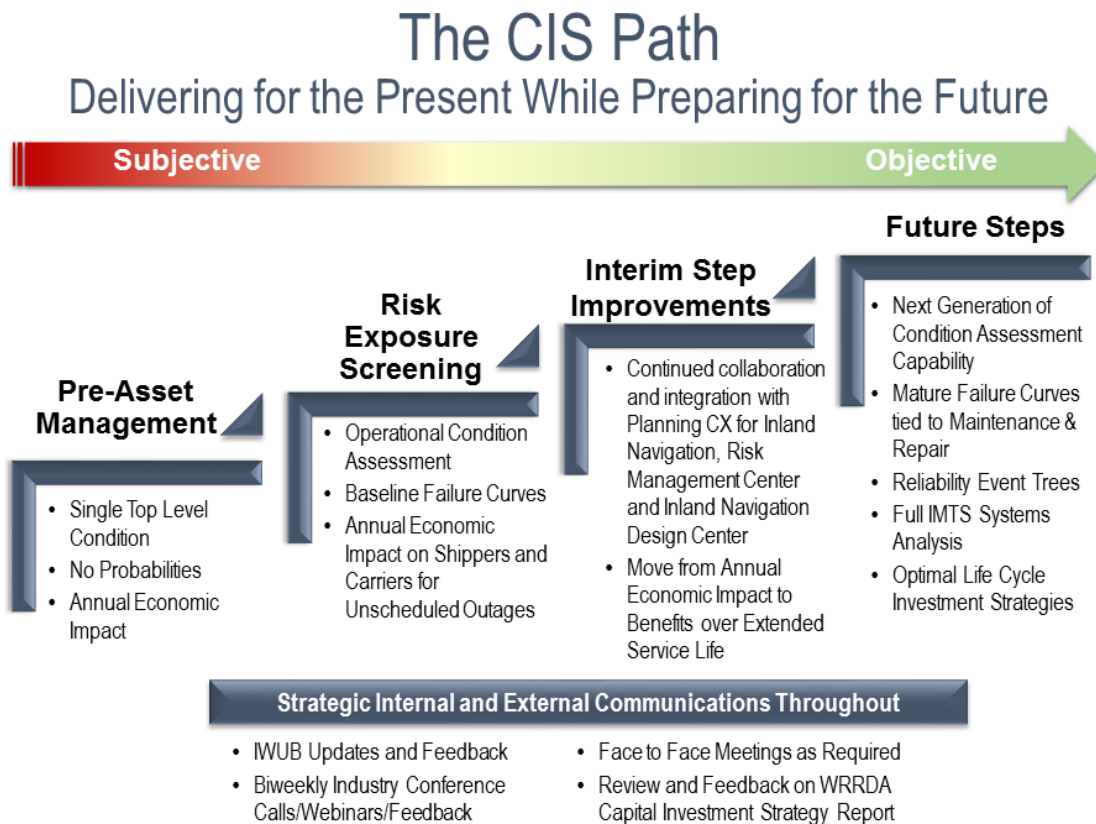 The CIS Path
Delivering for the Present While Preparing for the Future
Subjective
Objective
Pre-Asset
Management
• Single Top Level
Condition
• No Probabilities
• Annual Economic
Impact
Risk
Exposure
Screening
• Operational Condition
Assessment
• Baseline Failure Curves
• Annual Economic
Impact on Shippers and
Carriers for
Unscheduled Outages
Interim Step
Improvements
• Continued collaboration
and integration with
Planning CX for Inland
Navigation, Risk
Management Center
and Inland Navigation
Design Center
• Move from Annual
Economic Impact to
Benefits over Extended
Service Life
Future Steps
• Next Generation of
Condition Assessment
Capability
• Mature Failure Curves
tied to Maintenance &
Repair
• Reliability Event Trees
• Full IMTS Systems
Analysis
• Optimal Life Cycle
Investment Strategies
Strategic Internal and External Communications Throughout
• IWUB Updates and Feedback
• Biweekly Industry Conference
Calls/Webinars/Feedback
• Face to Face Meetings as Required
• Review and Feedback on WRRDA
Capital Investment Strategy Report